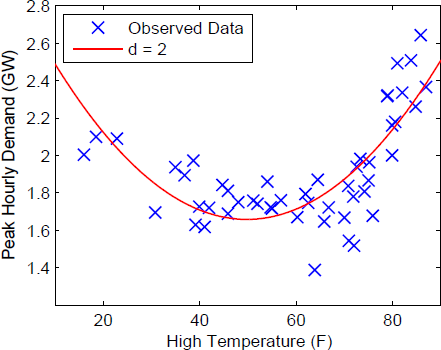 2.8
2.6
2.4
2.2
2
1.8
1.6
1.4
Peak Hourly Demand (GW)
Observed Data
d = 2
20 40 60 80
High Temperature (F)